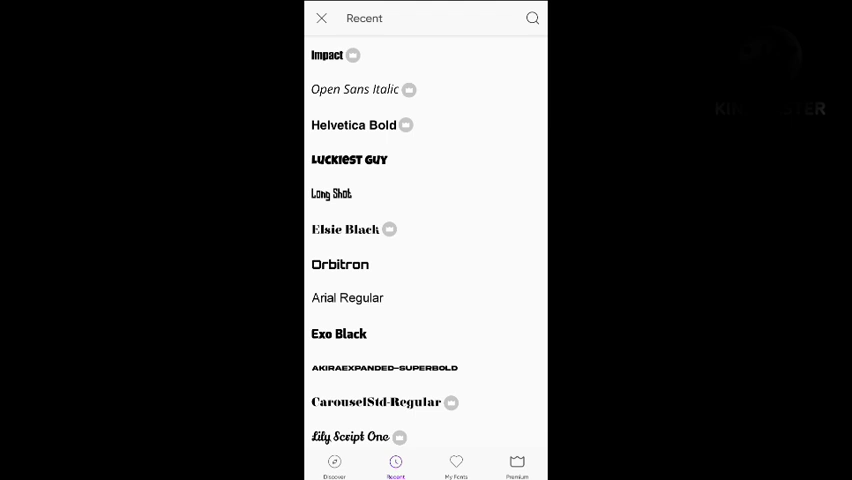 Recent
Impact
Open Sans Italic
Helvetica Bold
Luckiest Guy
Long Shot
Elsie Black
Orbitron
Arial Regular
Exo Black
AKIRAEXPANDED-SUPERBOLD
CarouselStd-Regular
Lily Script One
Discover
Recent
My Fonts
Premium